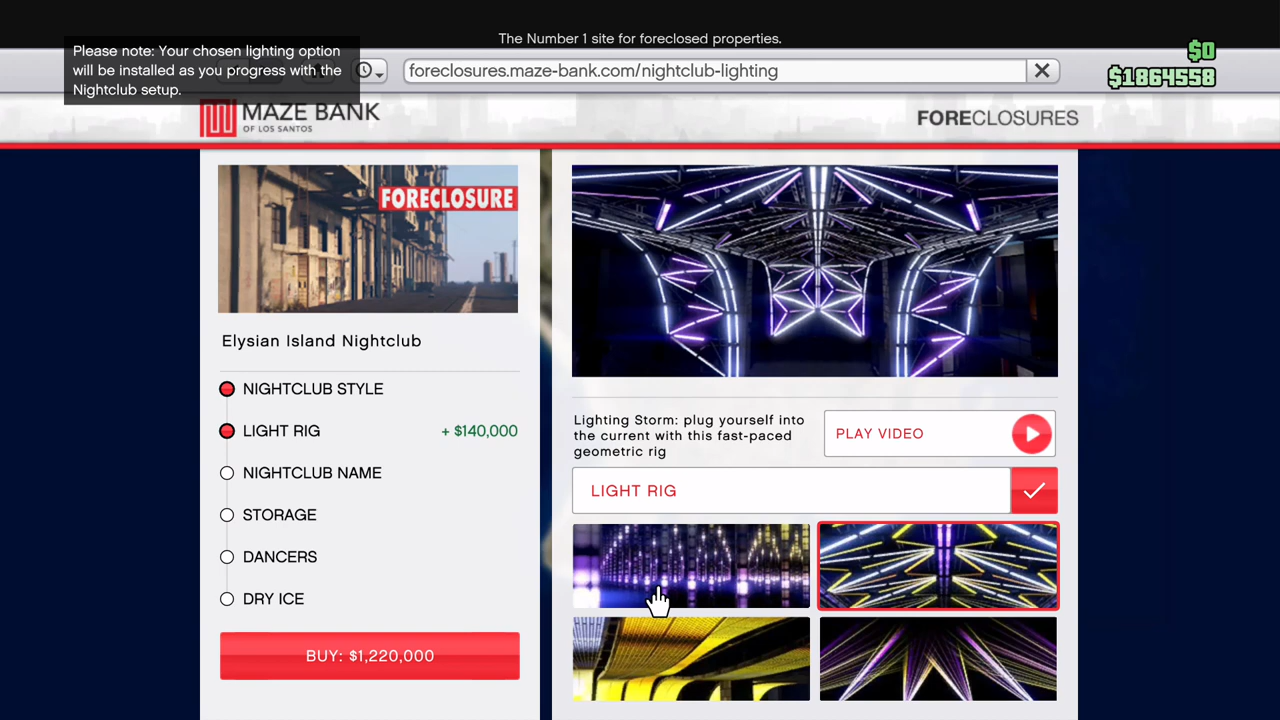 The Number 1 site for foreclosed properties.
Please note: Your chosen lighting option
will be installed as you progress with the
Nightclub setup.
foreclosures.maze-bank.com/nightclub-lighting
$0
$1864558
MAZE BANK
OF LOS SANTOS
FORECLOSURES
FORECLOSURE
Elysian Island Nightclub
NIGHTCLUB STYLE
LIGHT RIG + $140,000
NIGHTCLUB NAME
STORAGE
DANCERS
DRY ICE
BUY: $1,220,000
Lighting Storm: plug yourself into
the current with this fast-paced
geometric rig
PLAY VIDEO
LIGHT RIG